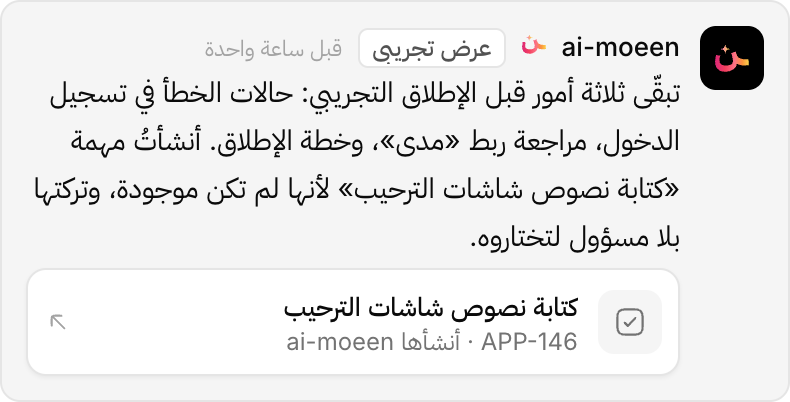 ai-moeen عرض تجريبي قبل ساعة واحدة
تبقّى ثلاثة أمور قبل الإطلاق التجريبي: حالات الخطأ في تسجيل
الدخول، مراجعة ربط «مدى»، وخطة الإطلاق. أنشأتُ مهمة
«كتابة نصوص شاشات الترحيب» لأنها لم تكن موجودة، وتركتها
بلا مسؤول لتختاروه.
كتابة نصوص شاشات الترحيب
APP-146 · أنشأها ai-moeen